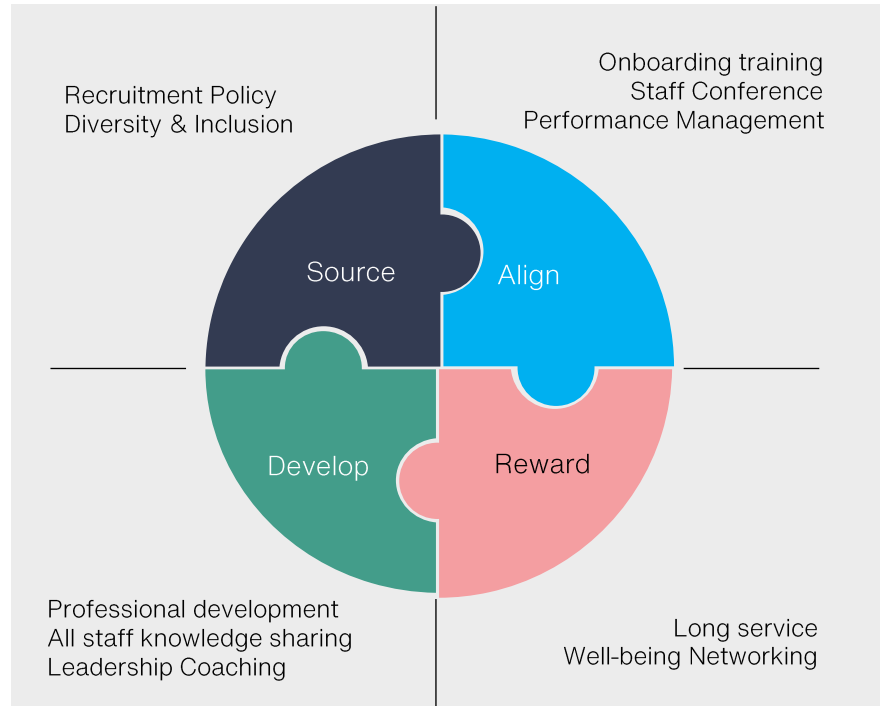 Recruitment Policy
Diversity & Inclusion
Onboarding training
Staff Conference
Performance Management
Source
Align
Develop
Reward
Professional development
All staff knowledge sharing
Leadership Coaching
Long service
Well-being Networking